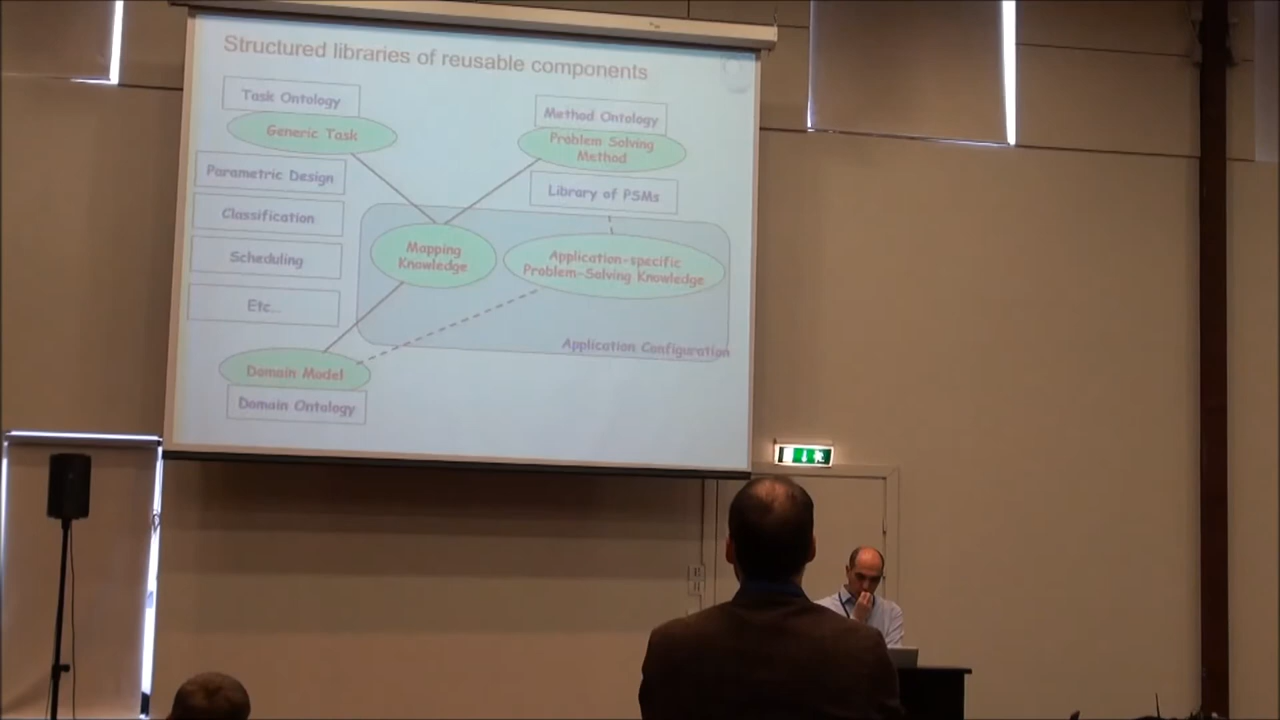 Structured libraries of reusable components
Task Ontology
Generic Task
Method Ontology
Problem Solving
Method
Parametric Design
Library of PSMs
Classification
Mapping
Knowledge
Application-specific
Problem-Solving Knowledge
Scheduling
Etc...
Application Configuration
Domain Model
Domain Ontology